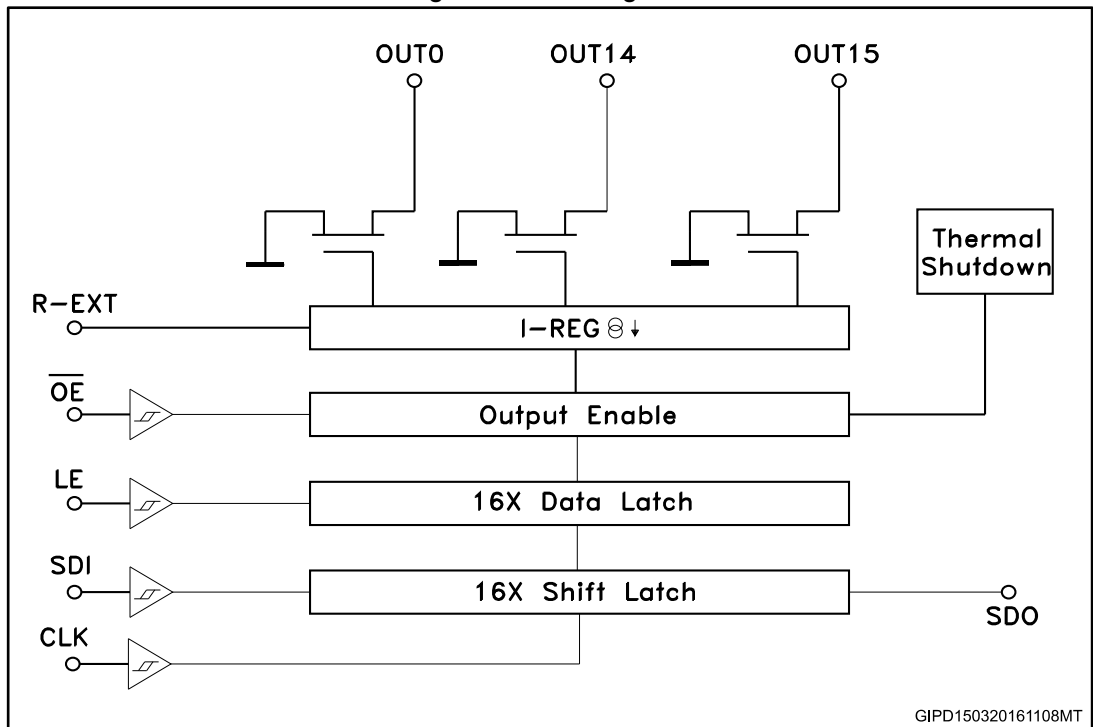 OUT0 OUT14 OUT15
Thermal
Shutdown
R-EXT
I-REG
OE
Output Enable
LE
16X Data Latch
SDI
16X Shift Latch
SDO
CLK
GIPD150320161108MT